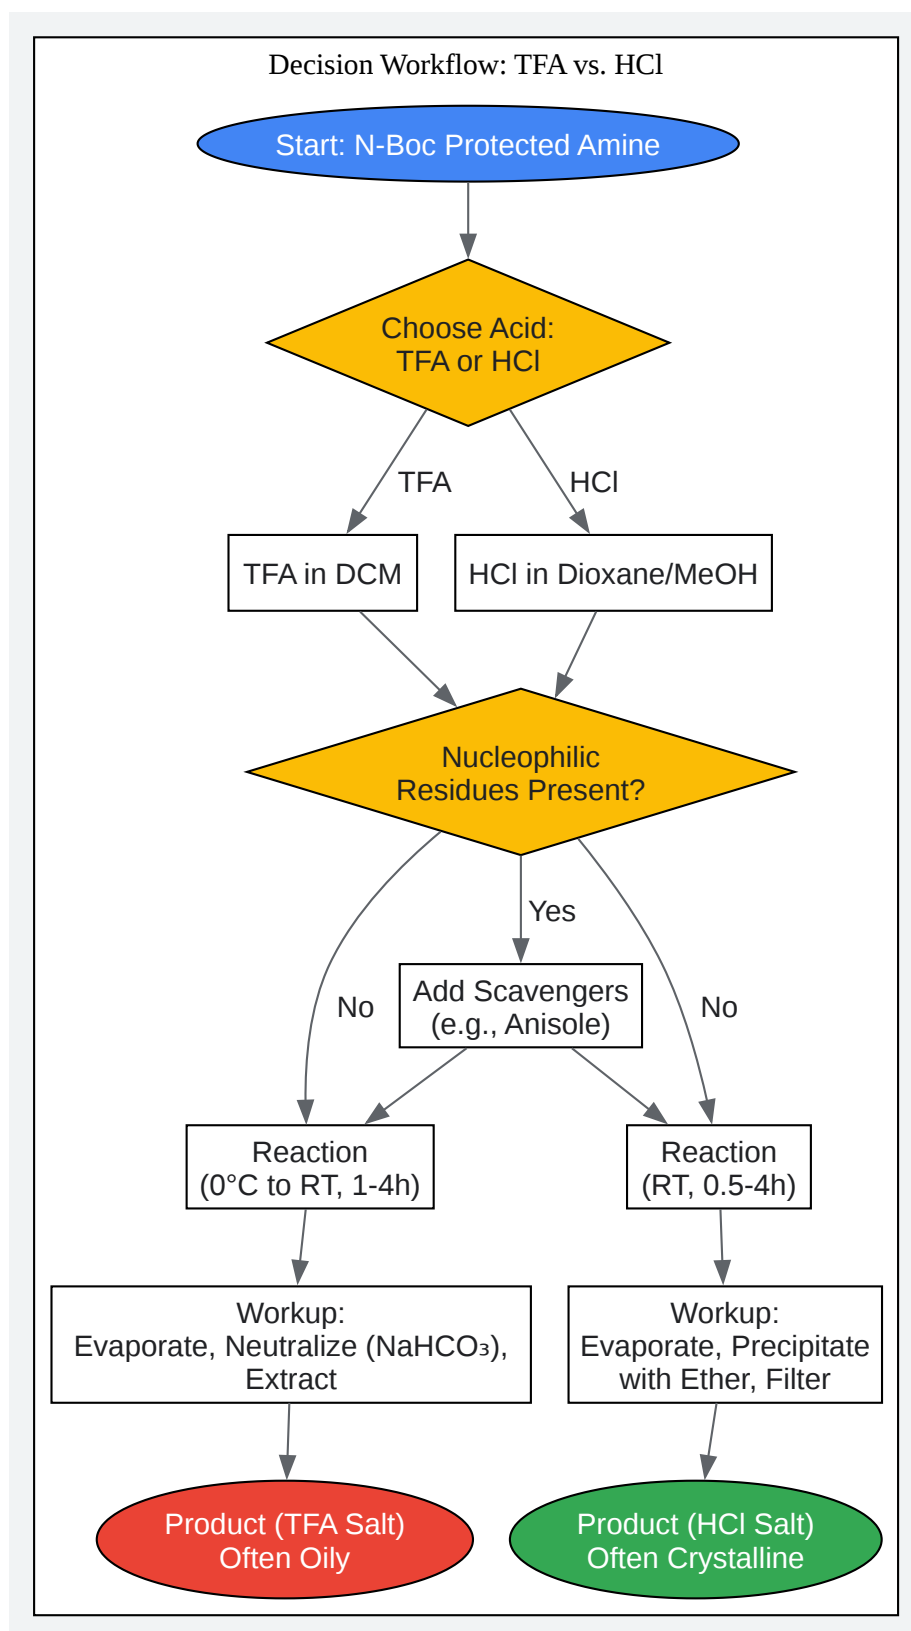 Decision Workflow: TFA vs. HCl
Start: N-Boc Protected Amine
Choose Acid:
TFA or HCl
TFA
HCl
TFA in DCM
HCl in Dioxane/MeOH
Nucleophilic
Residues Present?
Yes
No
No
Add Scavengers
(e.g., Anisole)
Reaction
(0°C to RT, 1-4h)
Reaction
(RT, 0.5-4h)
Workup:
Evaporate, Neutralize (NaHCO₃),
Extract
Workup:
Evaporate, Precipitate
with Ether, Filter
Product (TFA Salt)
Often Oily
Product (HCl Salt)
Often Crystalline